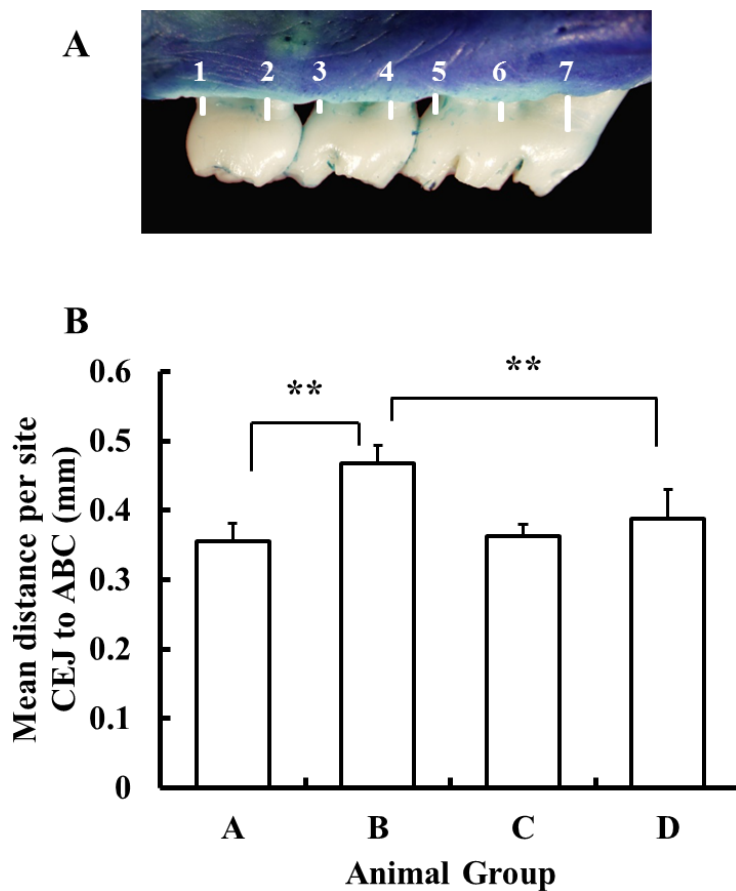 A
1 2 3 4 5 6 7
B
Mean distance per site
CEJ to ABC (mm)
0.6
0.5
0.4
0.3
0.2
0.1
0
**
**
A B C D
Animal Group